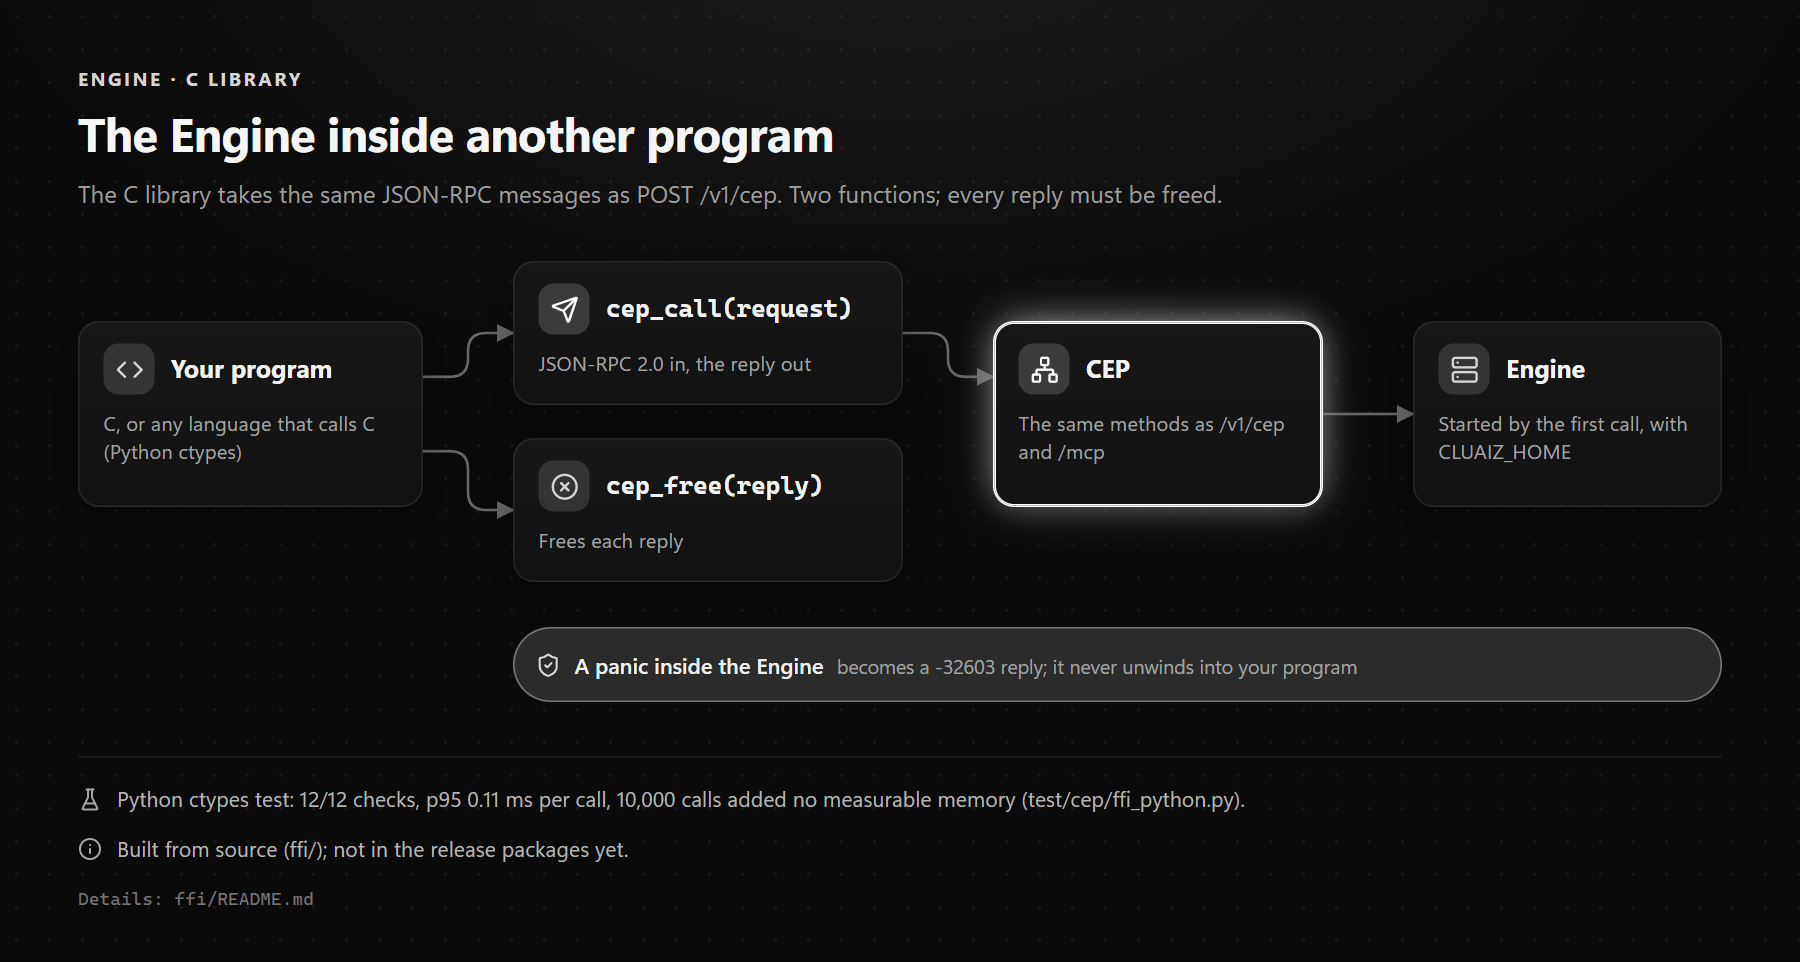 ENGINE · C LIBRARY
The Engine inside another program
The C library takes the same JSON-RPC messages as POST /v1/cep. Two functions; every reply must be freed.
Your program
C, or any language that calls C
(Python ctypes)
cep_call(request)
JSON-RPC 2.0 in, the reply out
cep_free(reply)
Frees each reply
CEP
The same methods as /v1/cep
and /mcp
Engine
Started by the first call, with
CLUAIZ_HOME
A panic inside the Engine becomes a -32603 reply; it never unwinds into your program
Python ctypes test: 12/12 checks, p95 0.11 ms per call, 10,000 calls added no measurable memory (test/cep/ffi_python.py).
Built from source (ffi/); not in the release packages yet.
Details: ffi/README.md